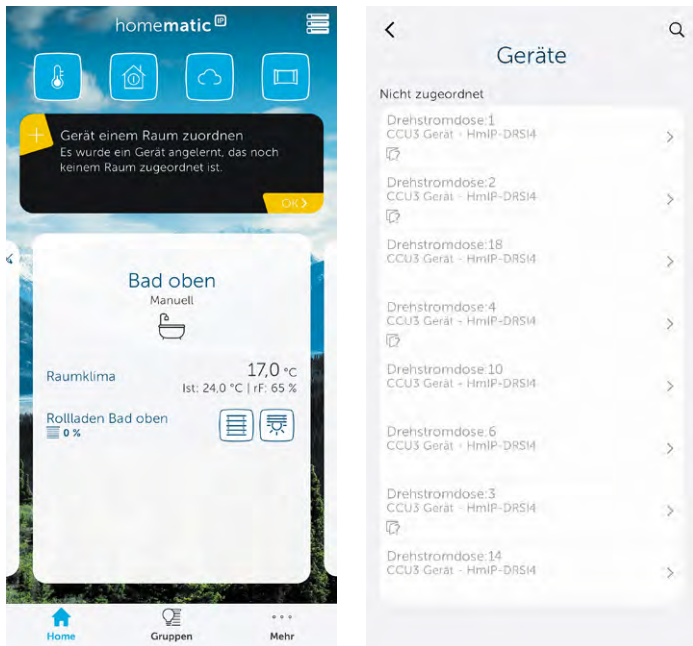 homematic IP
Gerät einem Raum zuordnen
Es wurde ein Gerät angelernt, das noch
keinem Raum zugeordnet ist.
OK
Bad oben
Manuell
Raumklima
17,0 °C
Ist: 24,0 °C | rF: 65 %
Rollladen Bad oben
0 %
Home
Gruppen
Mehr
Geräte
Nicht zugeordnet
Drehstromdose:1
CCU3 Gerät - HmIP-DRSI4
Drehstromdose:2
CCU3 Gerät - HmIP-DRSI4
Drehstromdose:18
CCU3 Gerät - HmIP-DRSI4
Drehstromdose:4
CCU3 Gerät - HmIP-DRSI4
Drehstromdose:10
CCU3 Gerät - HmIP-DRSI4
Drehstromdose:6
CCU3 Gerät - HmIP-DRSI4
Drehstromdose:3
CCU3 Gerät - HmIP-DRSI4
Drehstromdose:14
CCU3 Gerät - HmIP-DRSI4